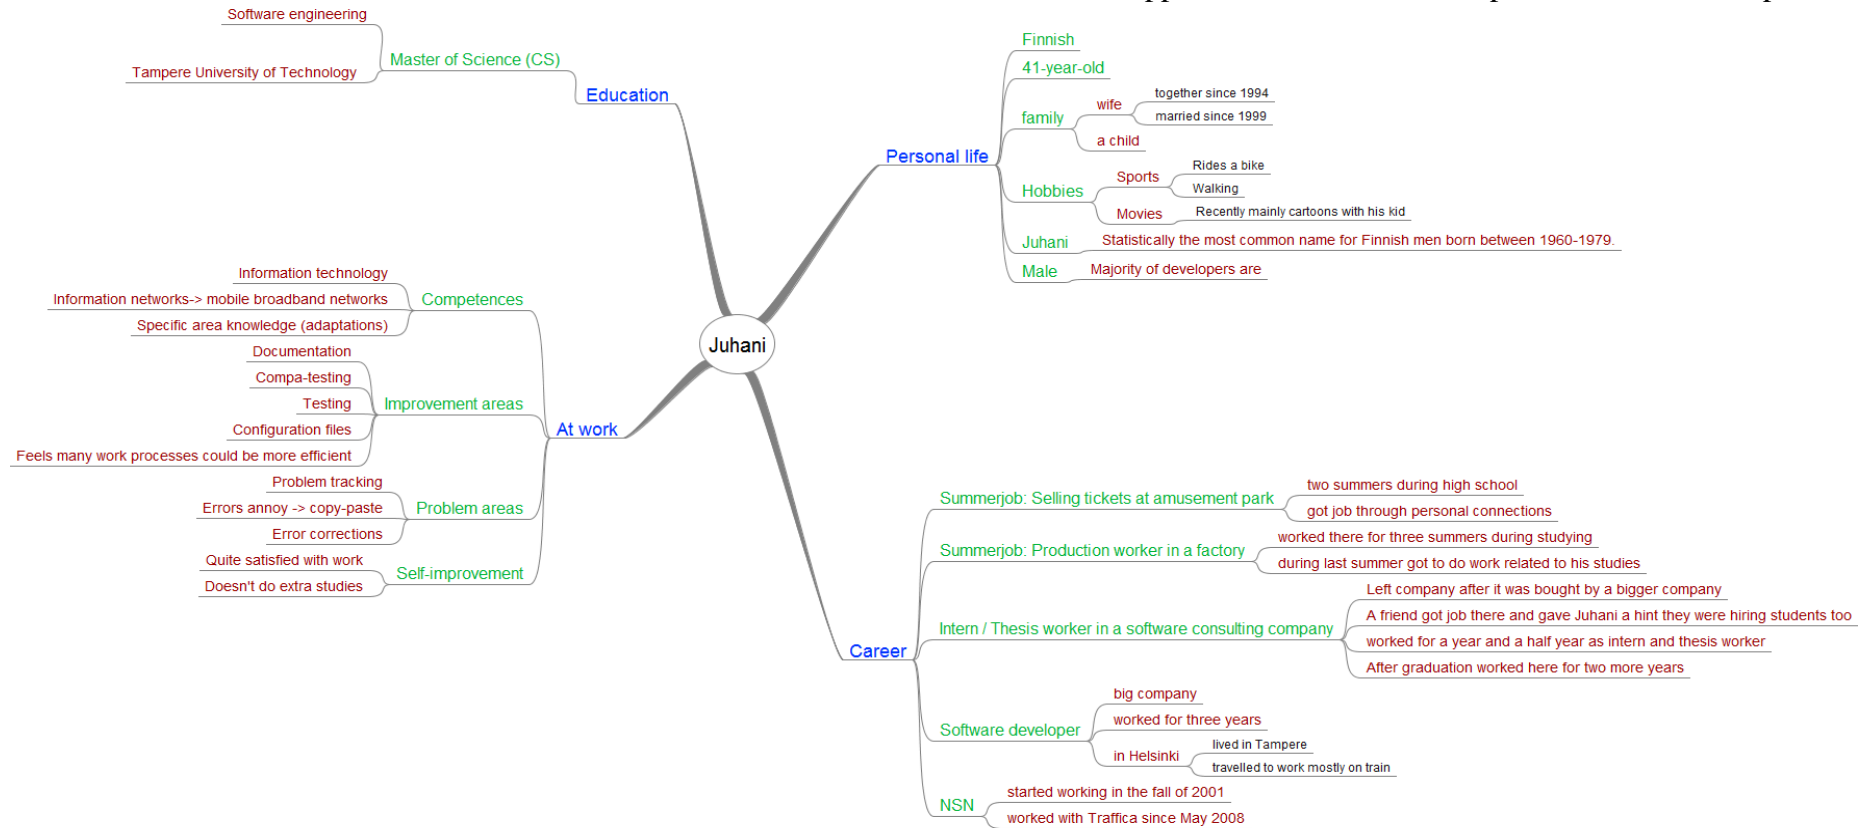 Software engineering
Master of Science (CS)
Tampere University of Technology
Education
Finnish
41-year-old
family
wife
together since 1994
married since 1999
a child
Personal life
Hobbies
Sports
Rides a bike
Walking
Movies
Recently mainly cartoons with his kid
Juhani
Statistically the most common name for Finnish men born between 1960-1979.
Male
Majority of developers are
Juhani
Information technology
Information networks-> mobile broadband networks
Specific area knowledge (adaptations)
Competences
Documentation
Compa-testing
Testing
Configuration files
Feels many work processes could be more efficient
Improvement areas
At work
Problem tracking
Errors annoy -> copy-paste
Error corrections
Problem areas
Quite satisfied with work
Doesn't do extra studies
Self-improvement
Career
Summerjob: Selling tickets at amusement park
two summers during high school
got job through personal connections
Summerjob: Production worker in a factory
worked there for three summers during studying
during last summer got to do work related to his studies
Intern / Thesis worker in a software consulting company
Left company after it was bought by a bigger company
A friend got job there and gave Juhani a hint they were hiring students too
worked for a year and a half year as intern and thesis worker
After graduation worked here for two more years
Software developer
big company
worked for three years
in Helsinki
lived in Tampere
travelled to work mostly on train
NSN
started working in the fall of 2001
worked with Traffica since May 2008